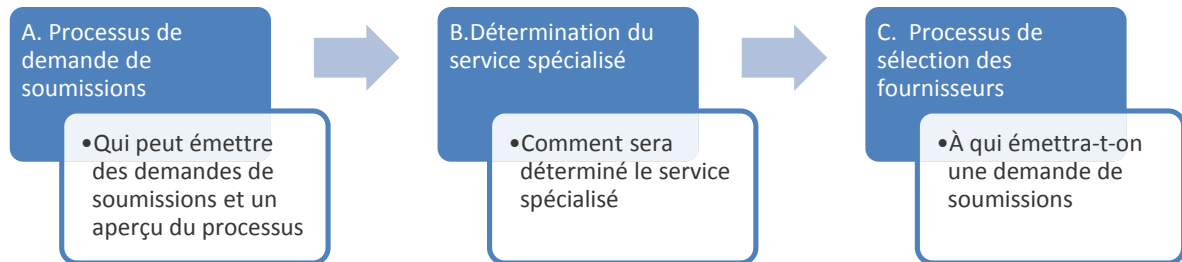 A. Processus de
demande de
soumissions
•Qui peut émettre
des demandes de
soumissions et un
aperçu du processus
B.Détermination du
service spécialisé
•Comment sera
déterminé le service
spécialisé
C. Processus de
sélection des
fournisseurs
•À qui émettra-t-on
une demande de
soumissions